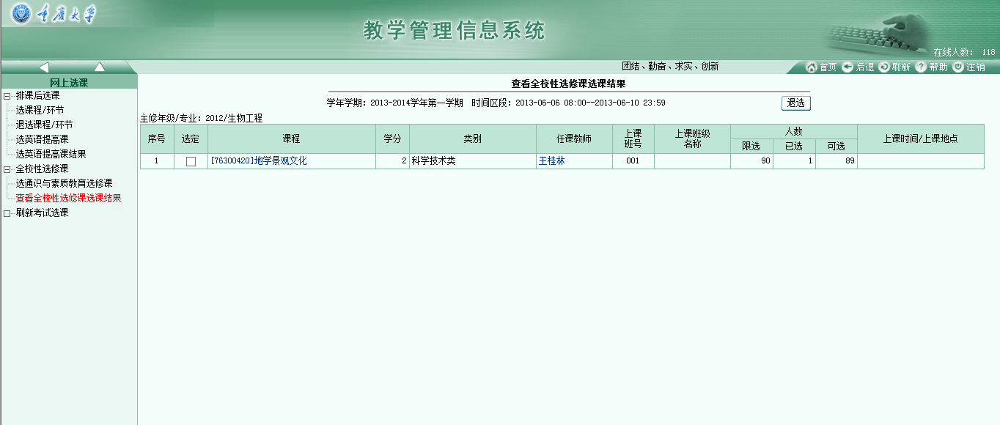 重庆大学
教学管理信息系统
在线人数： 118
团结、勤奋、求实、创新
首页 后退 刷新 帮助 注销
网上选课
排课后选课
选课程/环节
退选课程/环节
选英语提高课
选英语提高课结果
全校性选修课
选通识与素质教育选修课
查看全校性选修课选课结果
刷新考试选课
查看全校性选修课选课结果
学年学期：2013-2014学年第一学期 时间区段：2013-06-06 08:00--2013-06-10 23:59
退选
主修年级/专业：2012/生物工程
序号 选定 课程 学分 类别 任课教师 上课班号 上课班级名称 人数 上课时间/上课地点
限选 已选 可选
1 [76300420]地学景观文化 2 科学技术类 王桂林 001 90 1 89